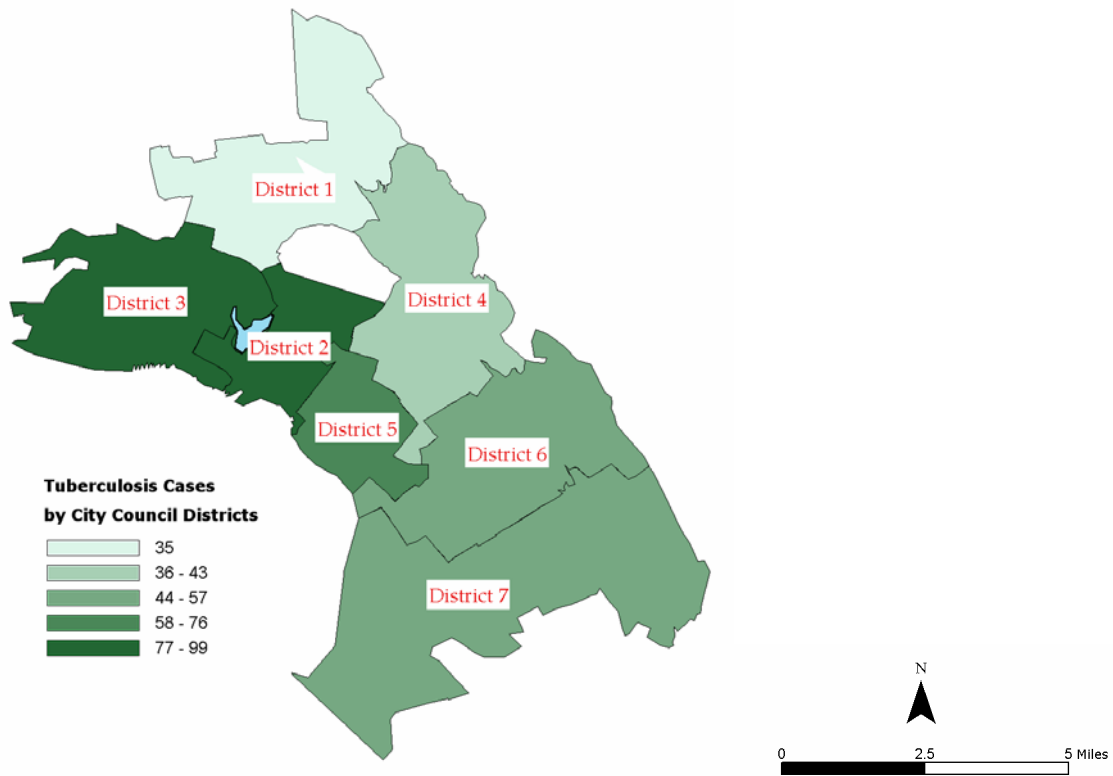 District 1
District 3
District 4
District 2
District 5
District 6
District 7
Tuberculosis Cases
by City Council Districts
35
36 - 43
44 - 57
58 - 76
77 - 99
N
0 2.5 5 Miles